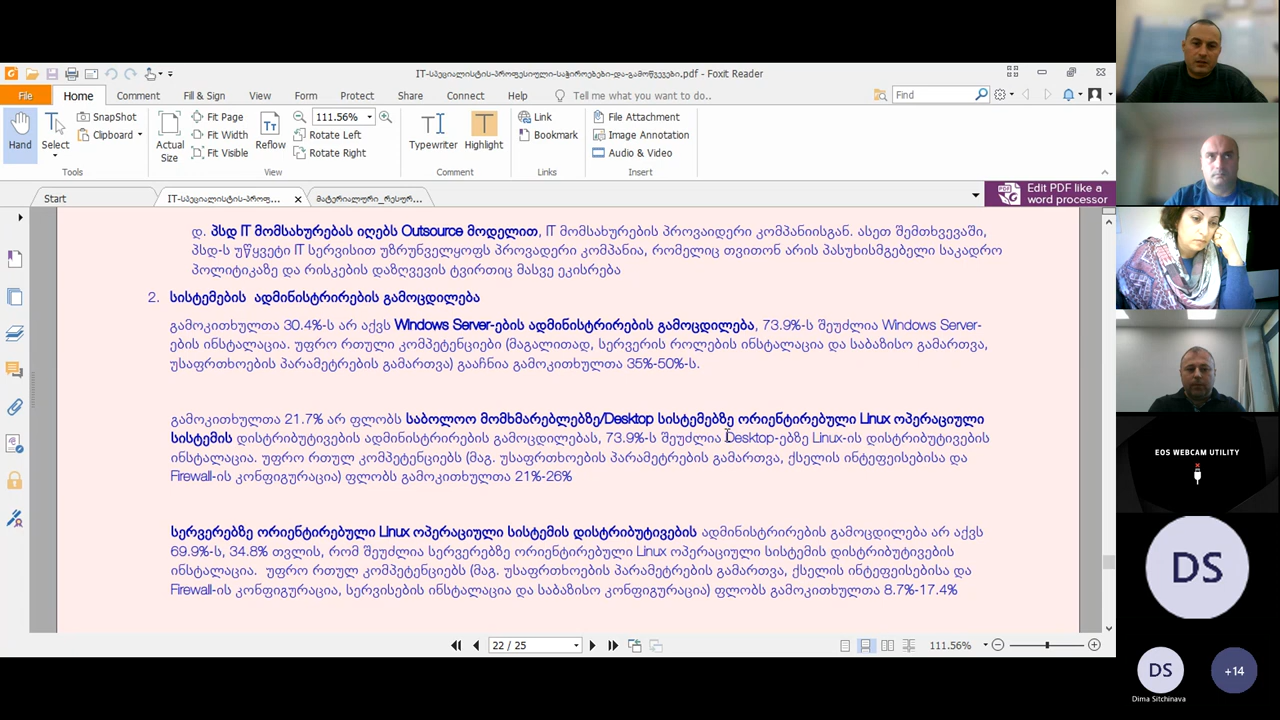 IT-სპეციალისტის-პროფესიული-საჭიროებები-და-გამოწვევები.pdf - Foxit Reader
File Home Comment Fill & Sign View Form Protect Share Connect Help Tell me what you want to do.. Find
Hand
Select
SnapShot
Clipboard
Actual Size
Fit Page
Fit Width
Fit Visible
Reflow
111.56%
Rotate Left
Rotate Right
Typewriter
Highlight
Link
Bookmark
File Attachment
Image Annotation
Audio & Video
Tools View Comment Links Insert
Start IT-სპეციალისტის-პროფ... მატერიალური_რესურ...
Edit PDF like a
word processor
დ. პსდ IT მომსახურებას იღებს Outsource მოდელით, IT მომსახურების პროვაიდერი კომპანიისგან. ასეთ შემთხვევაში,
პსდ-ს უწყვეტი IT სერვისით უზრუნველყოფს პროვადერი კომპანია, რომელიც თვითონ არის პასუხისმგებელი საკადრო
პოლიტიკაზე და რისკების დაზღვევის ტვირთიც მასვე ეკისრება
2. სისტემების ადმინისტრირების გამოცდილება
გამოკითხულთა 30.4%-ს არ აქვს Windows Server-ების ადმინისტრირების გამოცდილება, 73.9%-ს შეუძლია Windows Server-
ების ინსტალაცია. უფრო რთული კომპეტენციები (მაგალითად, სერვერის როლების ინსტალაცია და საბაზისო გამართვა,
უსაფრთხოების პარამეტრების გამართვა) გააჩნია გამოკითხულთა 35%-50%-ს.
გამოკითხულთა 21.7% არ ფლობს საბოლოო მომხმარებლებზე/Desktop სისტემებზე ორიენტირებული Linux ოპერაციული
სისტემის დისტრიბუტივების ადმინისტრირების გამოცდილებას, 73.9%-ს შეუძლია Desktop-ებზე Linux-ის დისტრიბუტივების
ინსტალაცია. უფრო რთულ კომპეტენციებს (მაგ. უსაფრთხოების პარამეტრების გამართვა, ქსელის ინტეფეისებისა და
Firewall-ის კონფიგურაცია) ფლობს გამოკითხულთა 21%-26%
სერვერებზე ორიენტირებული Linux ოპერაციული სისტემის დისტრიბუტივების ადმინისტრირების გამოცდილება არ აქვს
69.9%-ს, 34.8% თვლის, რომ შეუძლია სერვერებზე ორიენტირებული Linux ოპერაციული სისტემის დისტრიბუტივების
ინსტალაცია. უფრო რთულ კომპეტენციებს (მაგ. უსაფრთხოების პარამეტრების გამართვა, ქსელის ინტეფეისებისა და
Firewall-ის კონფიგურაცია, სერვისების ინსტალაცია და საბაზისო კონფიგურაცია) ფლობს გამოკითხულთა 8.7%-17.4%
22 / 25
111.56%
EOS WEBCAM UTILITY
DS
DS
Dima Sitchinava
+14